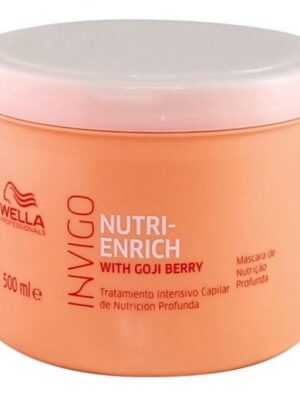 WELLA
PROFESSIONALS
500 ml e
INVIGO
NUTRI-
ENRICH
WITH GOJI BERRY
Tratamiento Intensivo Capilar
de Nutrición Profunda
Máscara de
Nutrição
Profunda